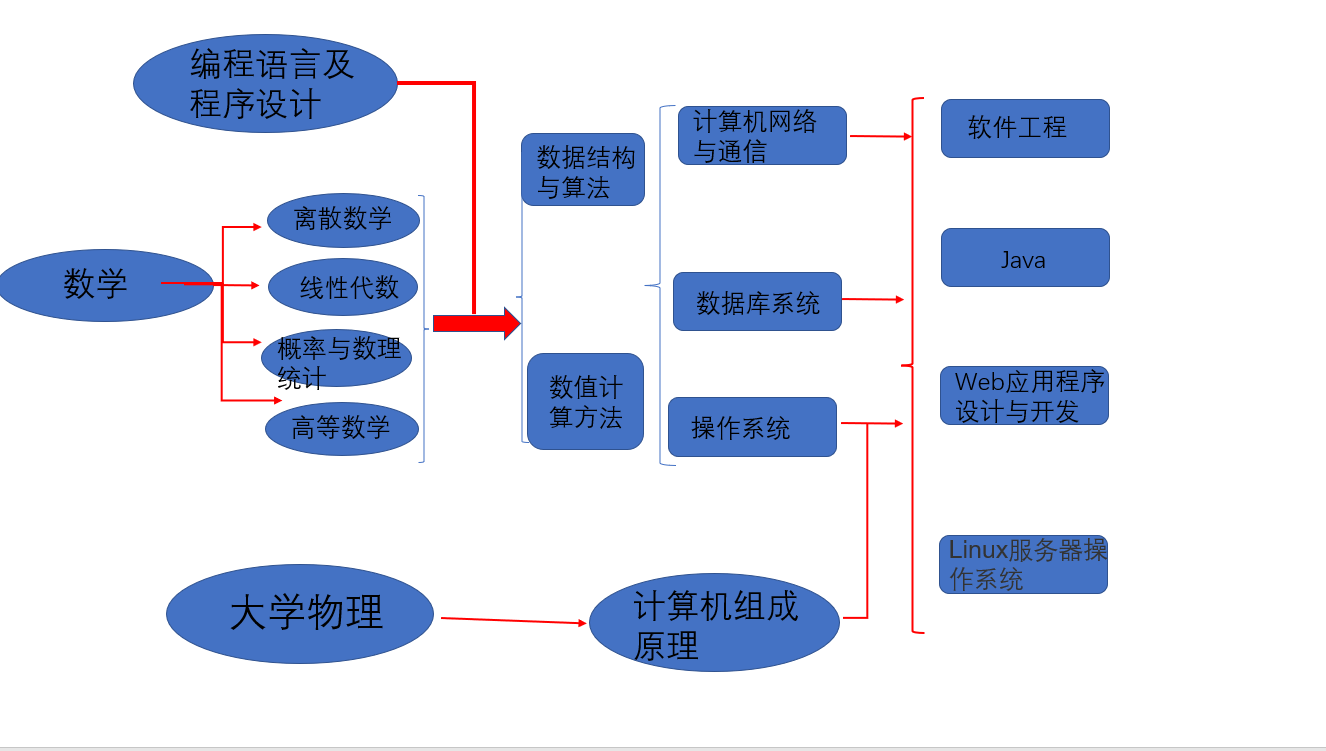 编程语言及
程序设计
数学
离散数学
线性代数
概率与数理
统计
高等数学
数据结构
与算法
数值计
算方法
计算机网络
与通信
数据库系统
操作系统
软件工程
Java
Web应用程序
设计与开发
Linux服务器操
作系统
大学物理
计算机组成
原理